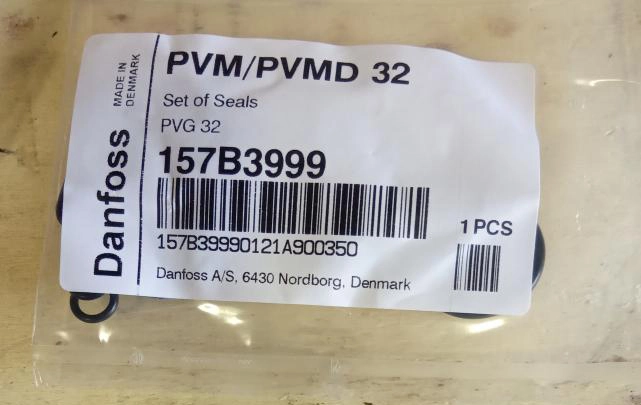 PVM/PVMD 32
MADE IN
DENMARK
Set of Seals
PVG 32
157B3999
Danfoss
157B39990121A900350
1 PCS
Danfoss A/S, 6430 Nordborg, Denmark